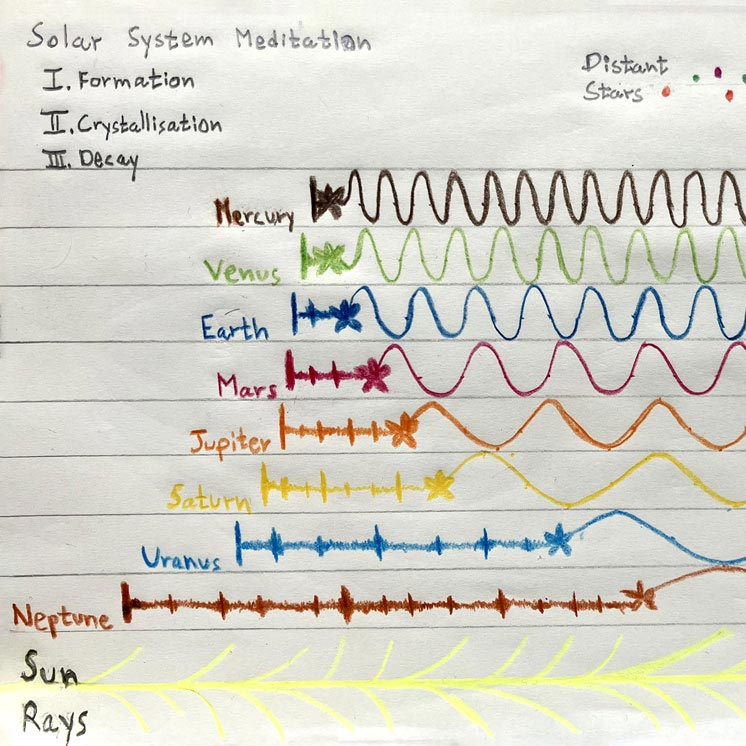 Solar System Meditation
I. Formation
II. Crystallisation
III. Decay
Distant
Stars
Mercury
Venus
Earth
Mars
Jupiter
Saturn
Uranus
Neptune
Sun
Rays